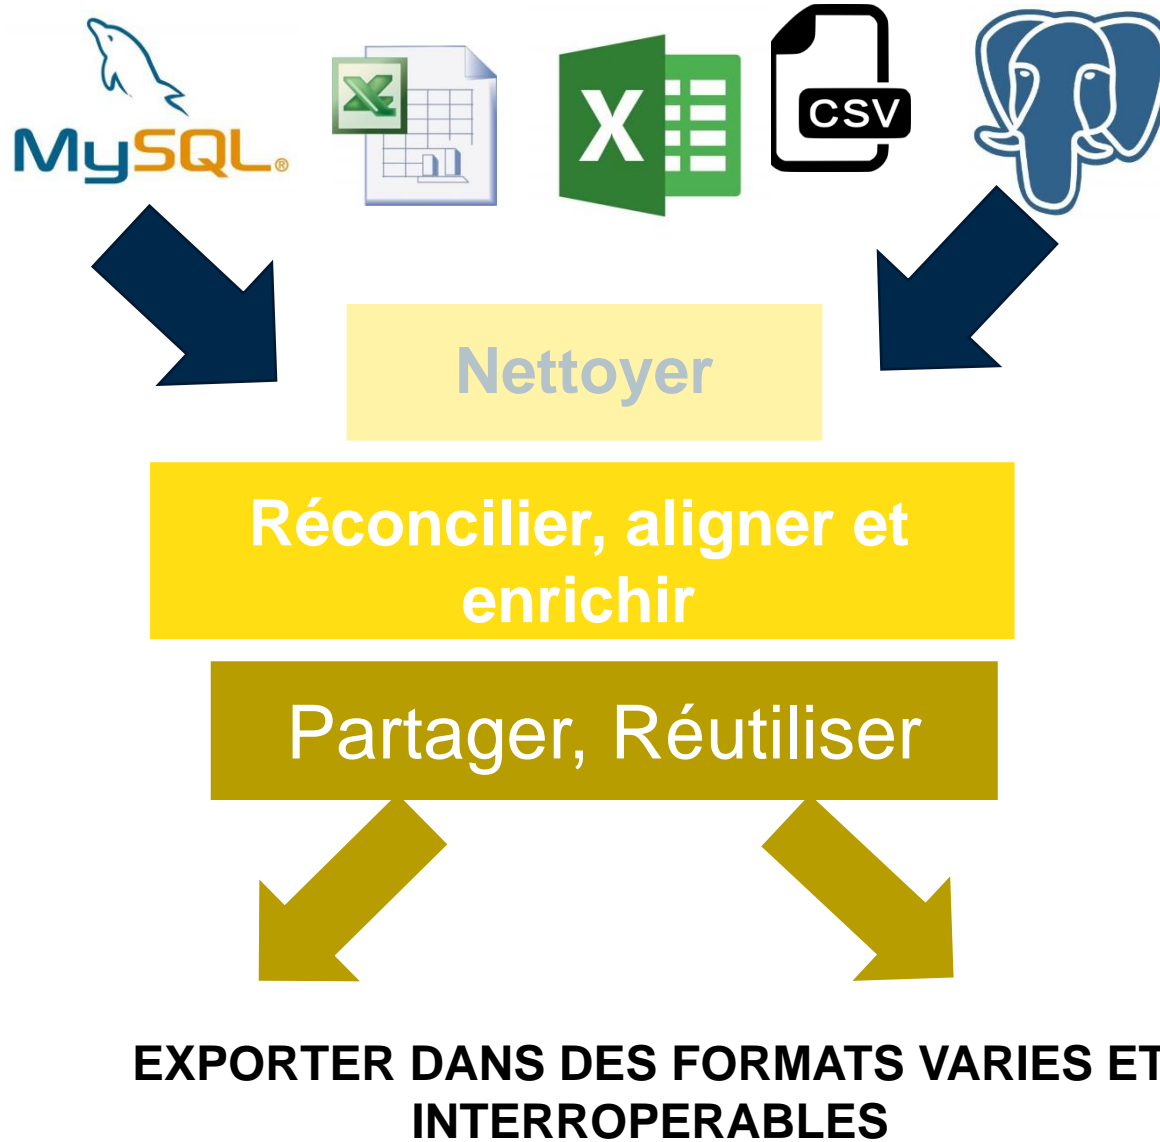 MySQL®
X
X
CSV
Nettoyer
Réconcilier, aligner et
enrichir
Partager, Réutiliser
EXPORTER DANS DES FORMATS VARIES ET
INTERROPERABLES